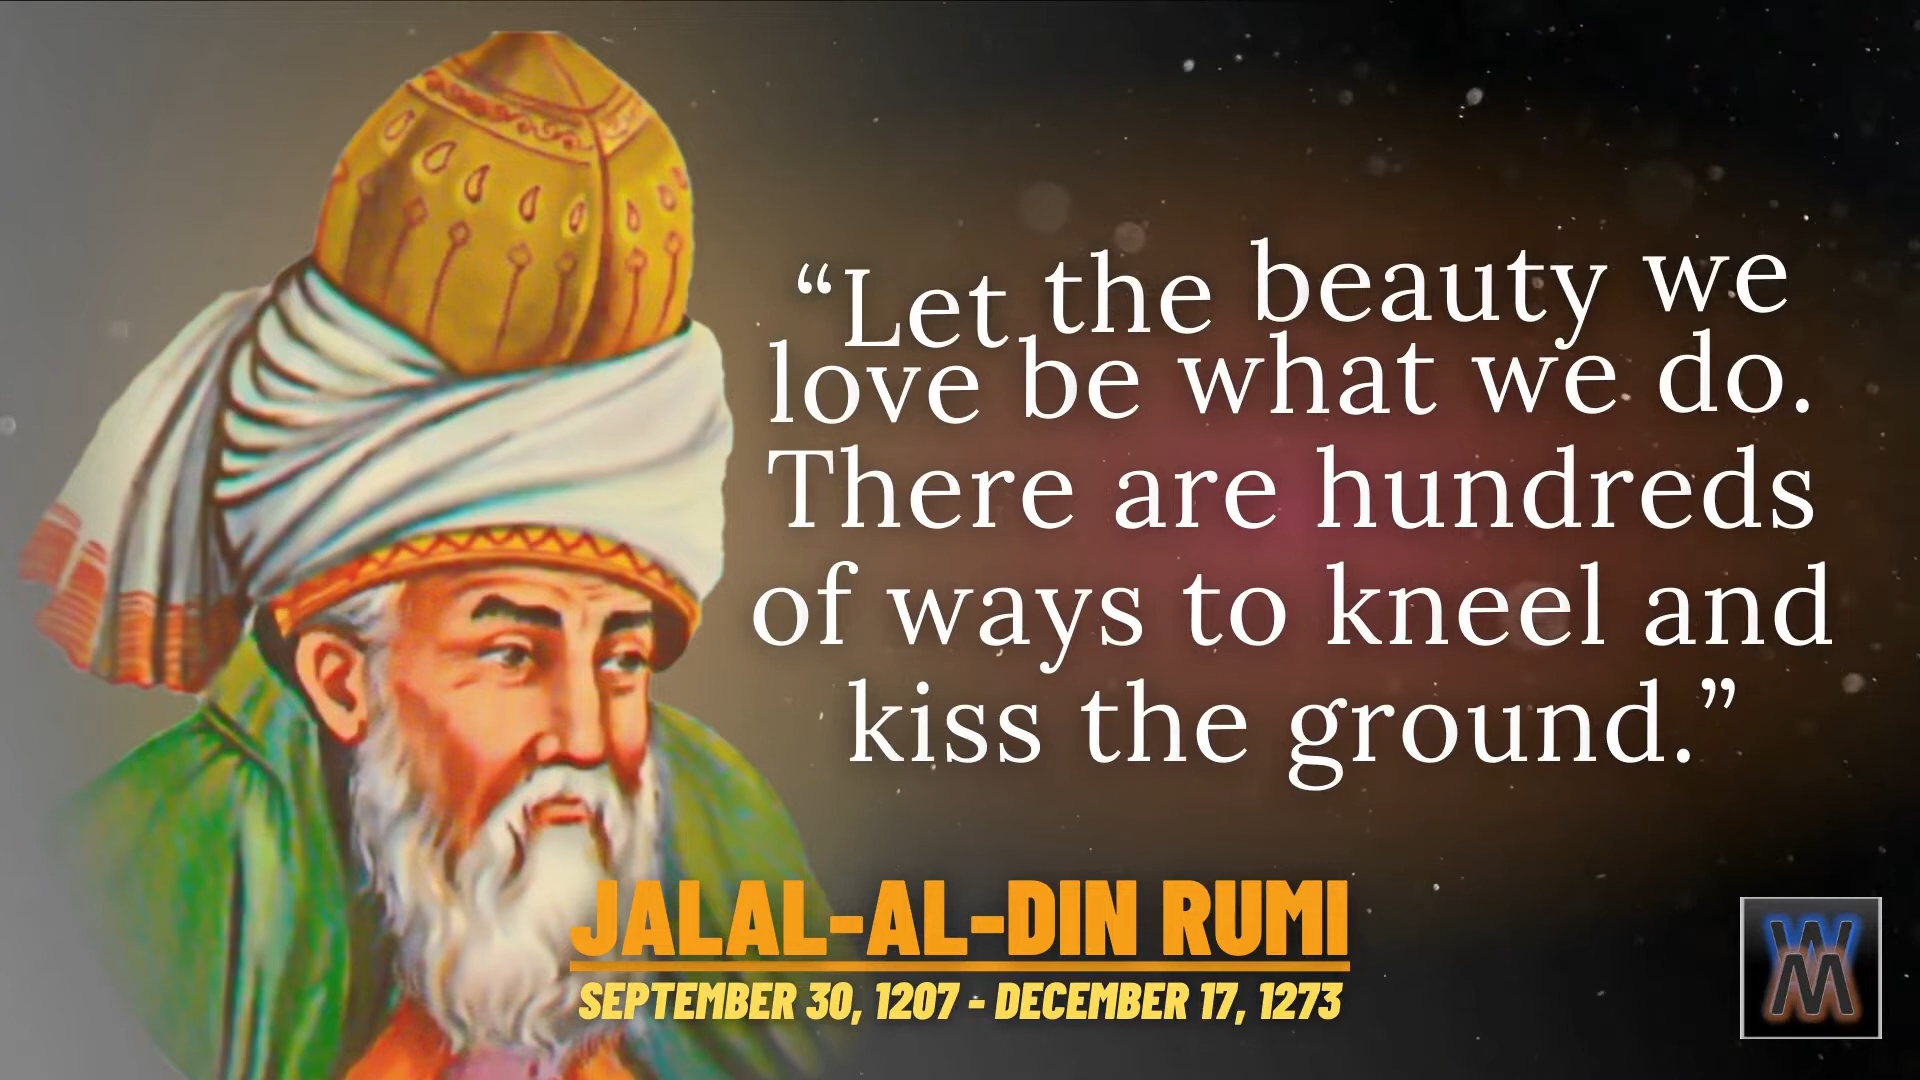 “Let the beauty we
love be what we do.
There are hundreds
of ways to kneel and
kiss the ground.”
JALAL-AL-DIN RUMI
SEPTEMBER 30, 1207 - DECEMBER 17, 1273
W
M